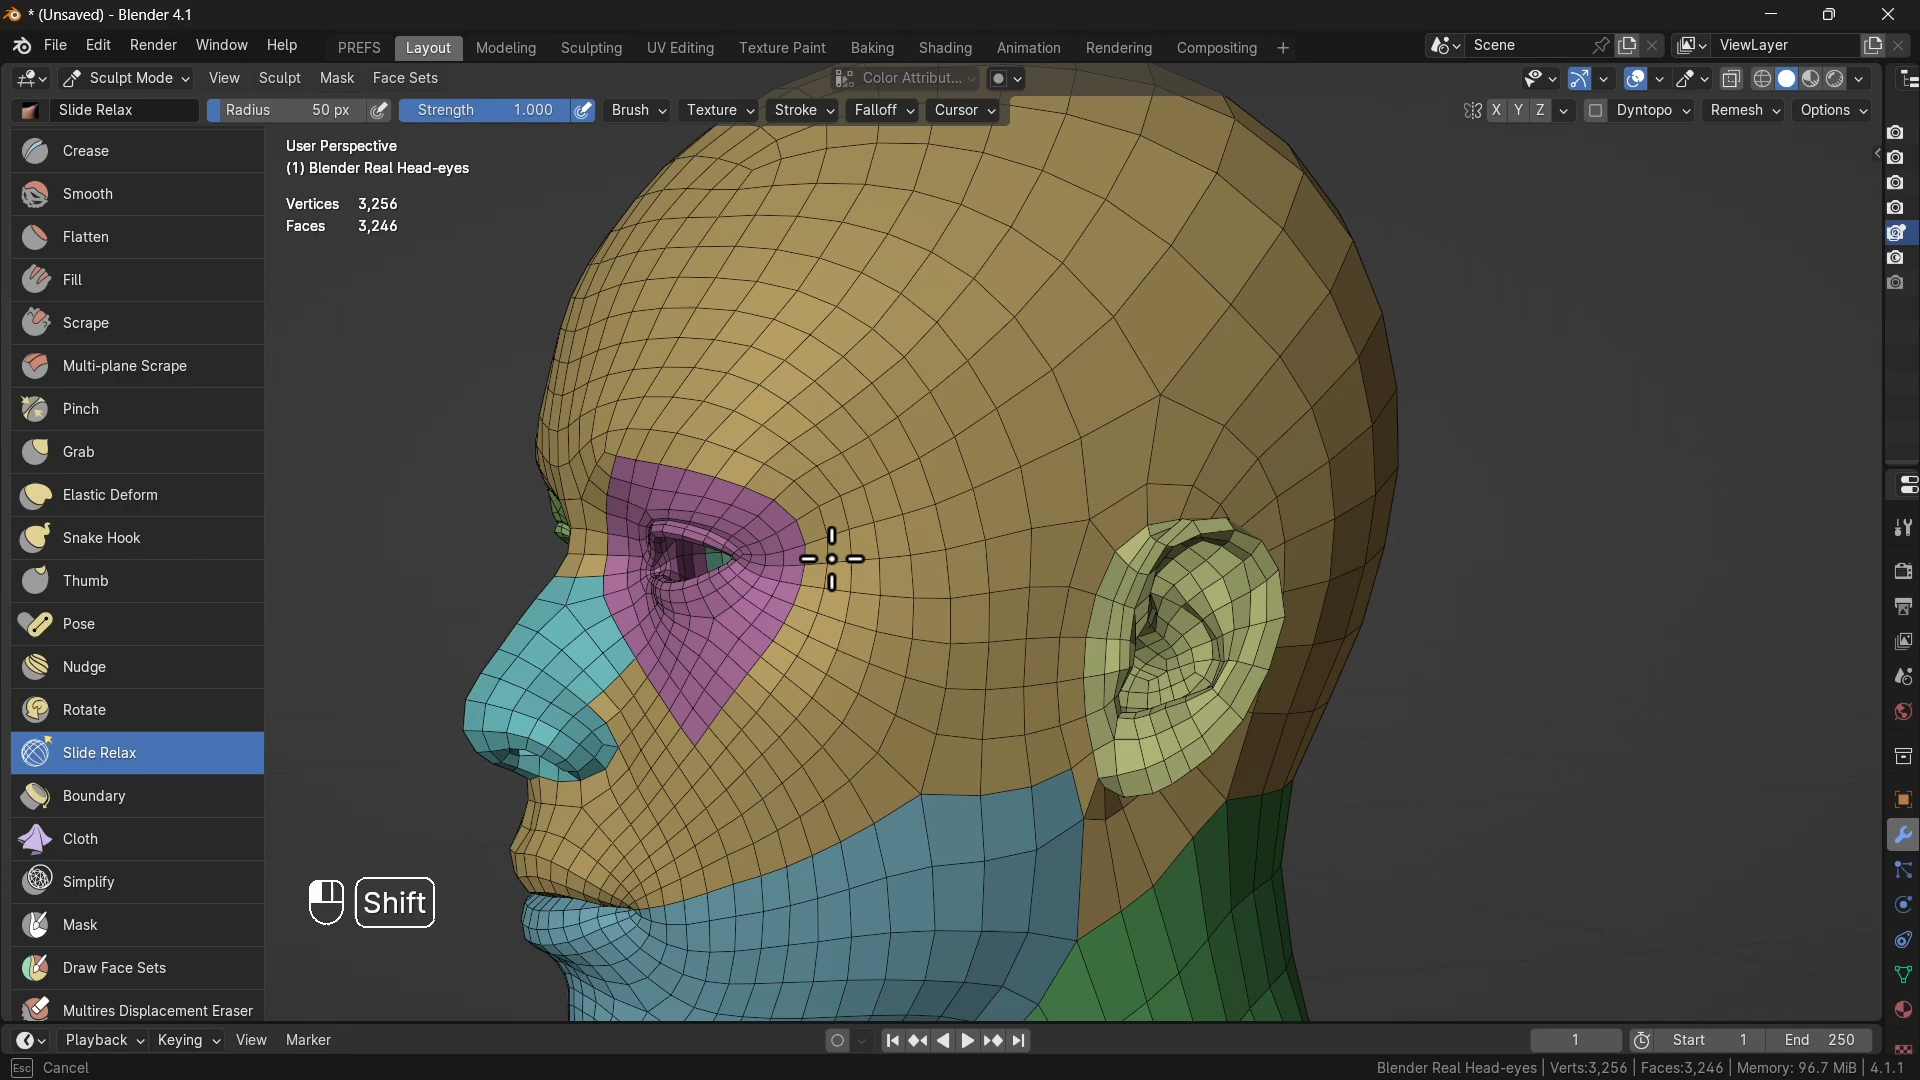 * (Unsaved) - Blender 4.1
File Edit Render Window Help PREFS Layout Modeling Sculpting UV Editing Texture Paint Baking Shading Animation Rendering Compositing + Scene ViewLayer
Sculpt Mode View Sculpt Mask Face Sets Color Attribut...
Slide Relax Radius 50 px Strength 1.000 Brush Texture Stroke Falloff Cursor X Y Z Dyntopo Remesh Options
User Perspective
(1) Blender Real Head-eyes
Vertices 3,256
Faces 3,246
Crease
Smooth
Flatten
Fill
Scrape
Multi-plane Scrape
Pinch
Grab
Elastic Deform
Snake Hook
Thumb
Pose
Nudge
Rotate
Slide Relax
Boundary
Cloth
Simplify
Mask
Draw Face Sets
Multires Displacement Eraser
Shift
Playback Keying View Marker 1 Start 1 End 250
Esc Cancel Blender Real Head-eyes | Verts:3,256 | Faces:3,246 | Memory: 96.7 MiB | 4.1.1